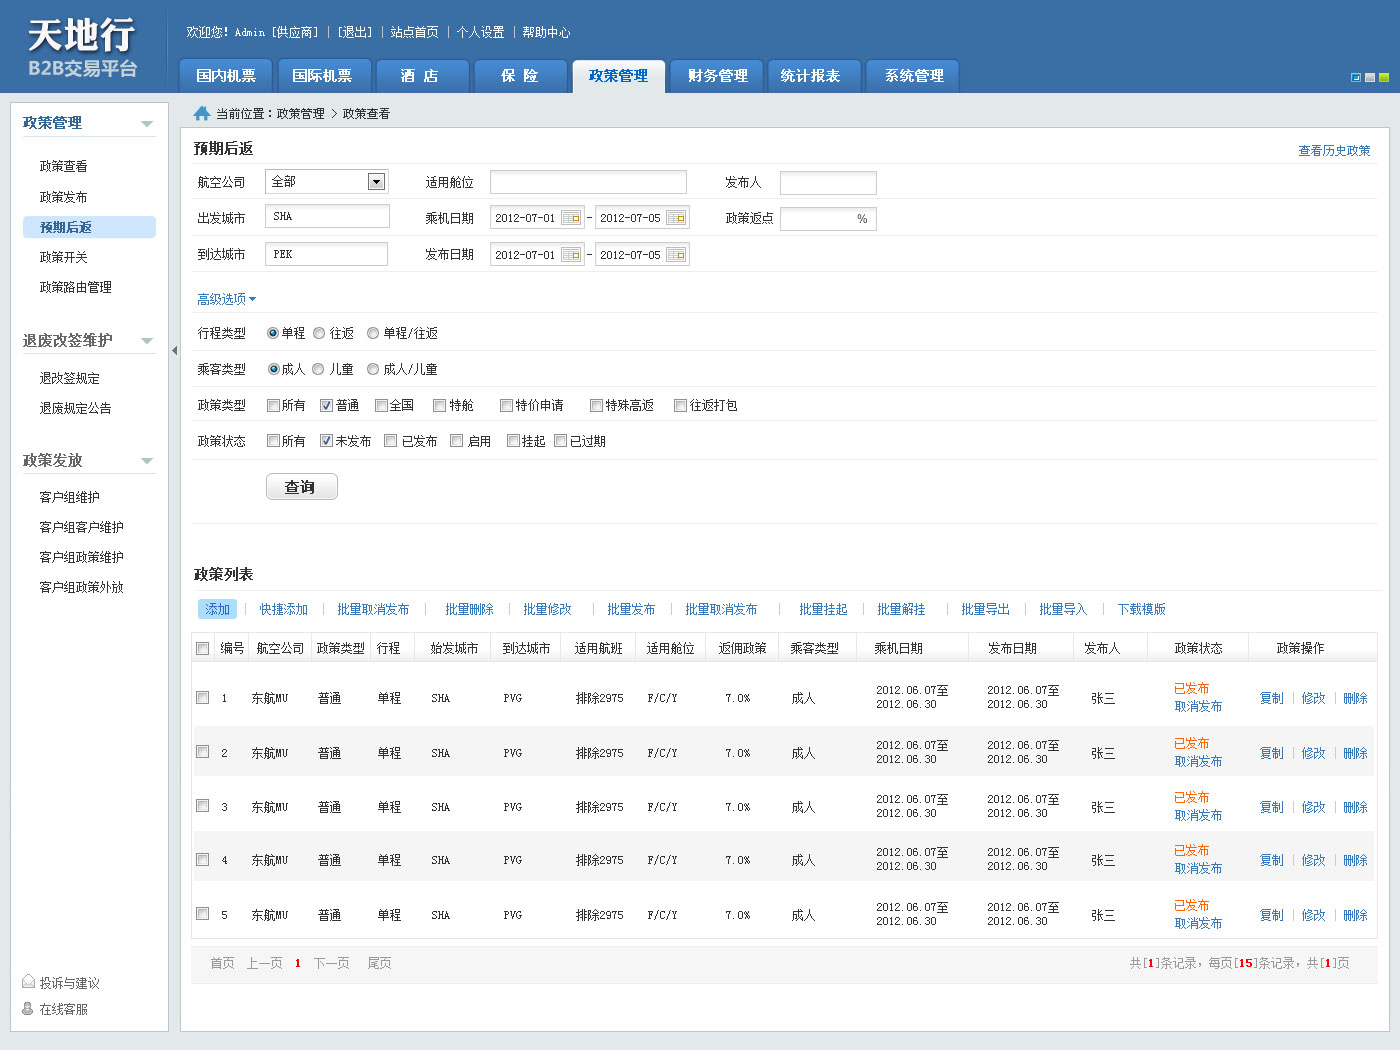 天地行
B2B交易平台
欢迎您! Admin [供应商] | [退出] | 站点首页 | 个人设置 | 帮助中心
国内机票 国际机票 酒 店 保 险 政策管理 财务管理 统计报表 系统管理
当前位置：政策管理 > 政策查看
政策管理
政策查看
政策发布
预期后返
政策开关
政策路由管理
退废改签维护
退改签规定
退废规定公告
政策发放
客户组维护
客户组客户维护
客户组政策维护
客户组政策外放
投诉与建议
在线客服
预期后返 查看历史政策
航空公司 全部 适用舱位 发布人
出发城市 SHA 乘机日期 2012-07-01 - 2012-07-05 政策返点 %
到达城市 PEK 发布日期 2012-07-01 - 2012-07-05
高级选项
行程类型 单程 往返 单程/往返
乘客类型 成人 儿童 成人/儿童
政策类型 所有 普通 全国 特舱 特价申请 特殊高返 往返打包
政策状态 所有 未发布 已发布 启用 挂起 已过期
查询
政策列表
添加 | 快捷添加 | 批量取消发布 | 批量删除 | 批量修改 | 批量发布 | 批量取消发布 | 批量挂起 | 批量解挂 | 批量导出 | 批量导入 | 下载模版
编号 航空公司 政策类型 行程 始发城市 到达城市 适用航班 适用舱位 返佣政策 乘客类型 乘机日期 发布日期 发布人 政策状态 政策操作
1 东航MU 普通 单程 SHA PVG 排除2975 F/C/Y 7.0% 成人 2012.06.07至 2012.06.30 2012.06.07至 2012.06.30 张三 已发布 取消发布 复制 | 修改 | 删除
2 东航MU 普通 单程 SHA PVG 排除2975 F/C/Y 7.0% 成人 2012.06.07至 2012.06.30 2012.06.07至 2012.06.30 张三 已发布 取消发布 复制 | 修改 | 删除
3 东航MU 普通 单程 SHA PVG 排除2975 F/C/Y 7.0% 成人 2012.06.07至 2012.06.30 2012.06.07至 2012.06.30 张三 已发布 取消发布 复制 | 修改 | 删除
4 东航MU 普通 单程 SHA PVG 排除2975 F/C/Y 7.0% 成人 2012.06.07至 2012.06.30 2012.06.07至 2012.06.30 张三 已发布 取消发布 复制 | 修改 | 删除
5 东航MU 普通 单程 SHA PVG 排除2975 F/C/Y 7.0% 成人 2012.06.07至 2012.06.30 2012.06.07至 2012.06.30 张三 已发布 取消发布 复制 | 修改 | 删除
首页 上一页 1 下一页 尾页 共[1]条记录，每页[15]条记录，共[1]页